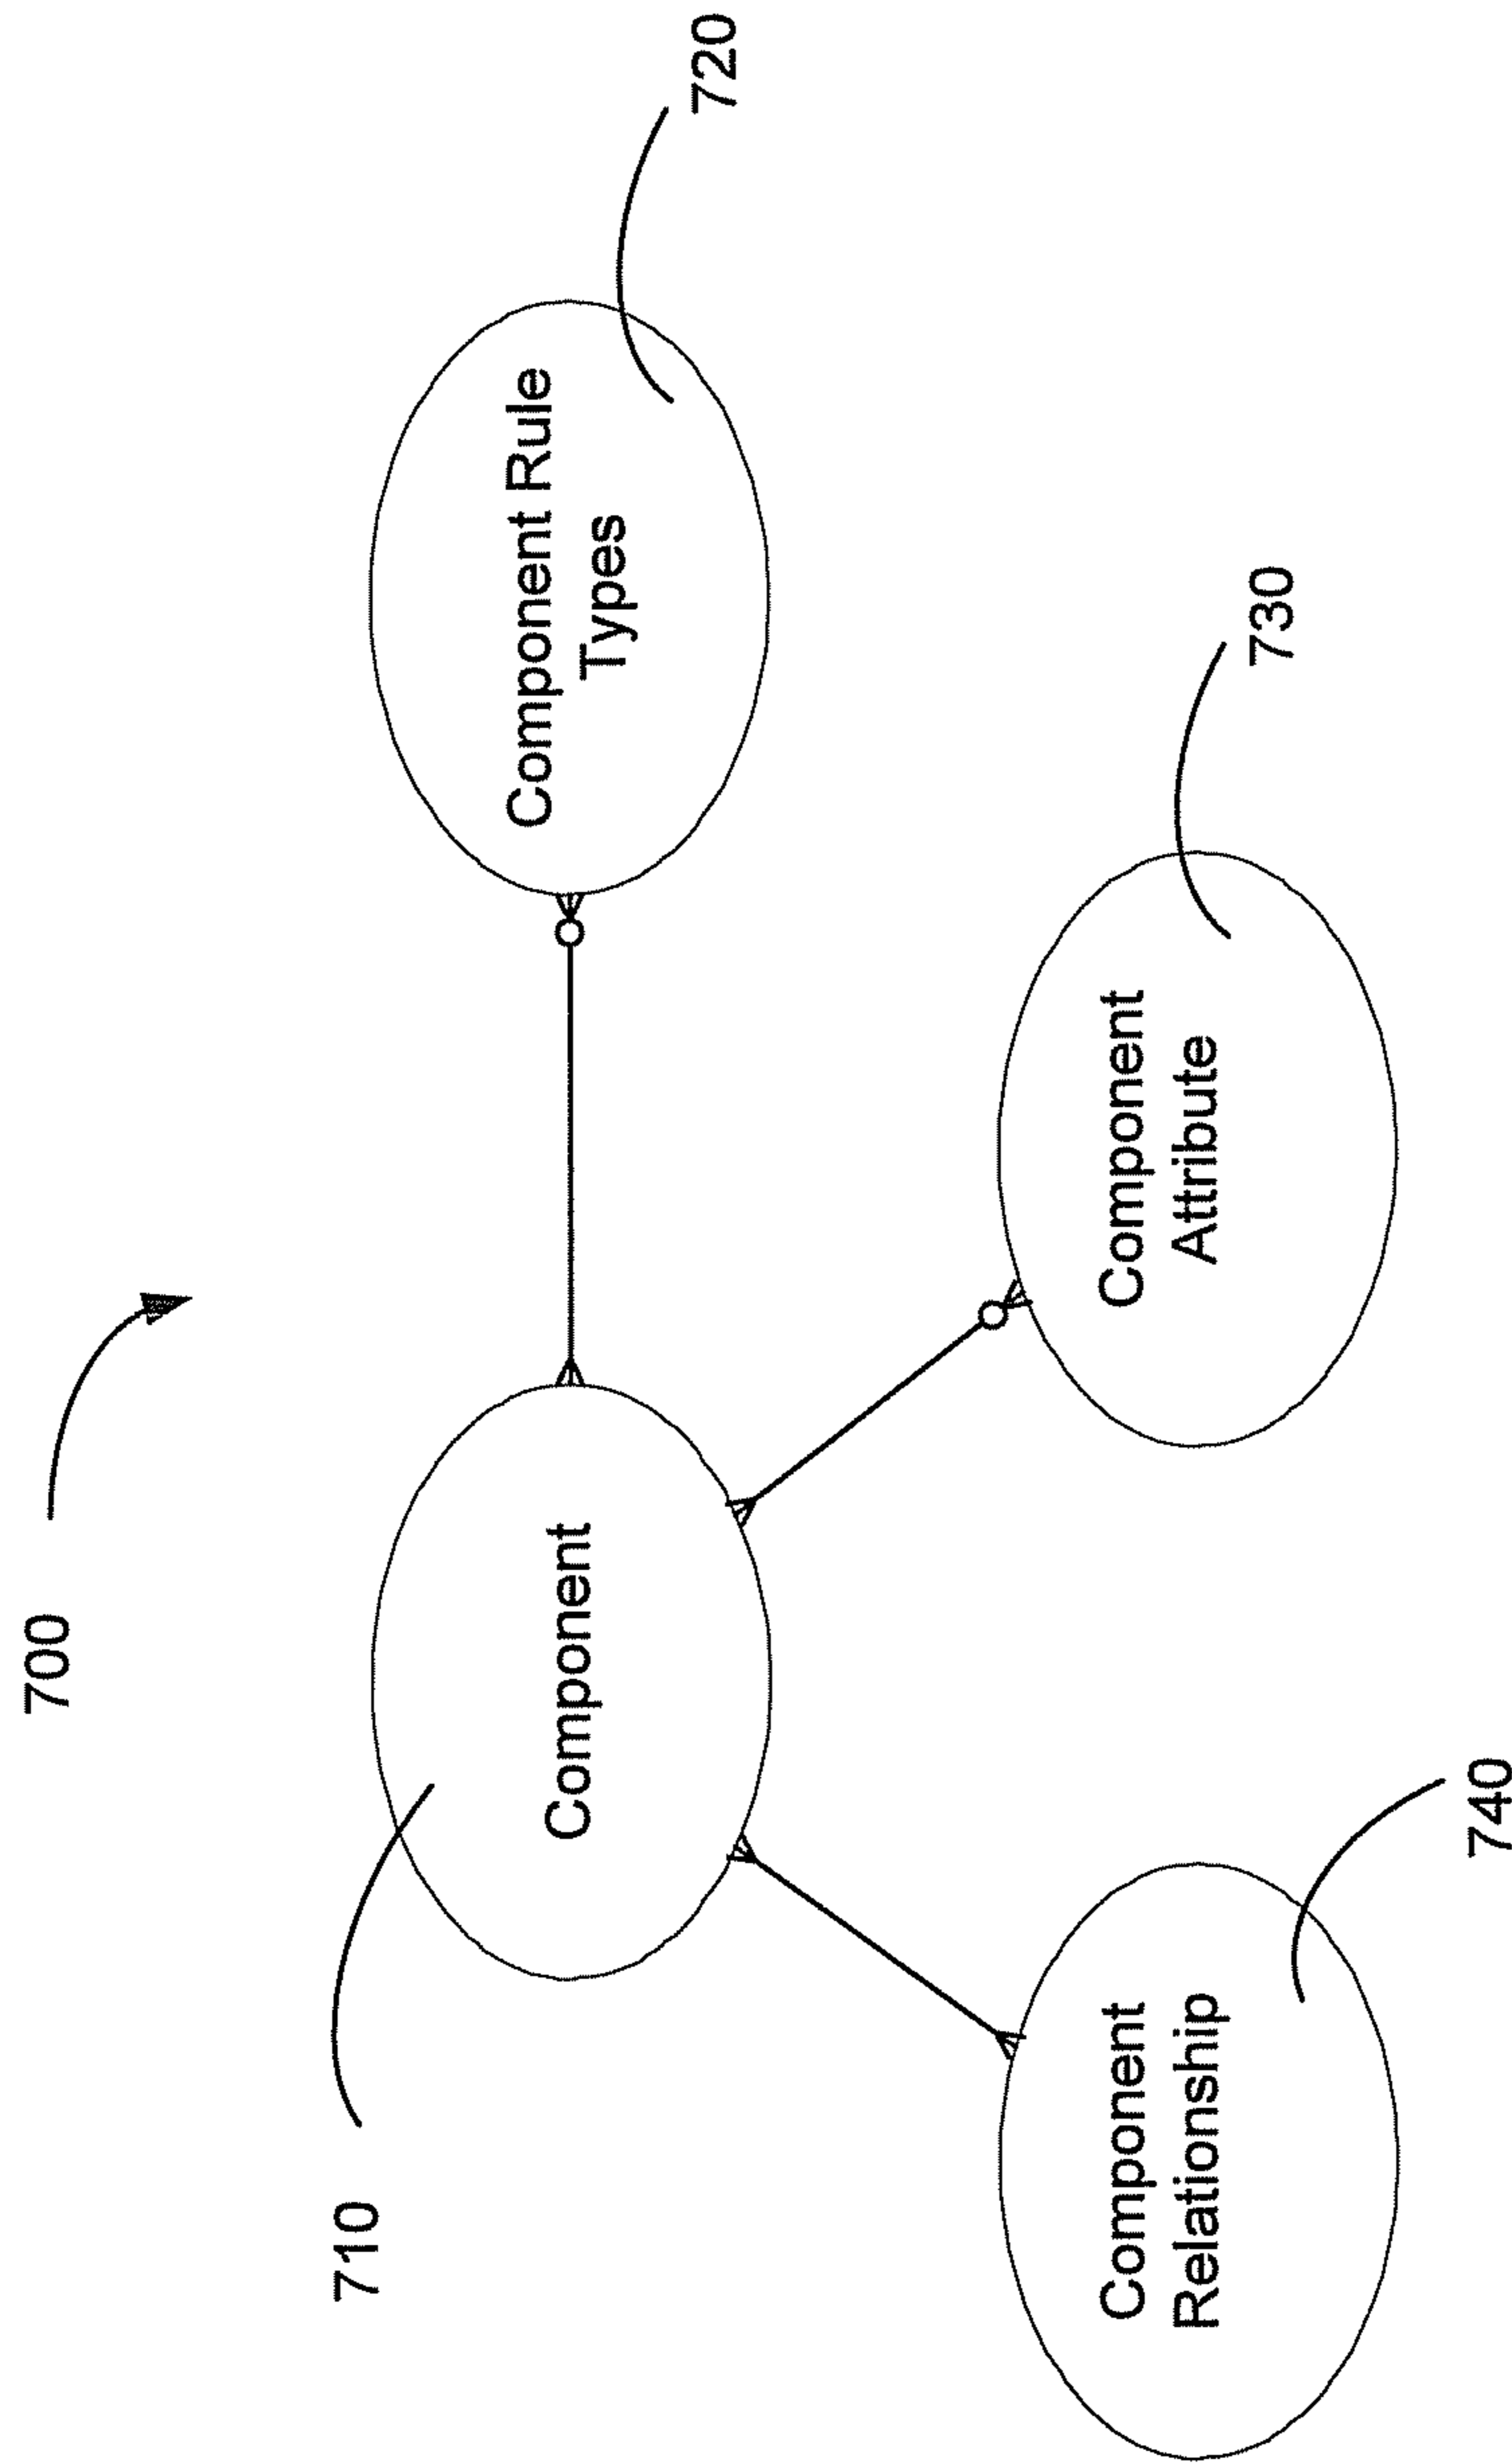 700
710
Component
Component Rule
Types
720
Component
Relationship
740
Component
Attribute
730